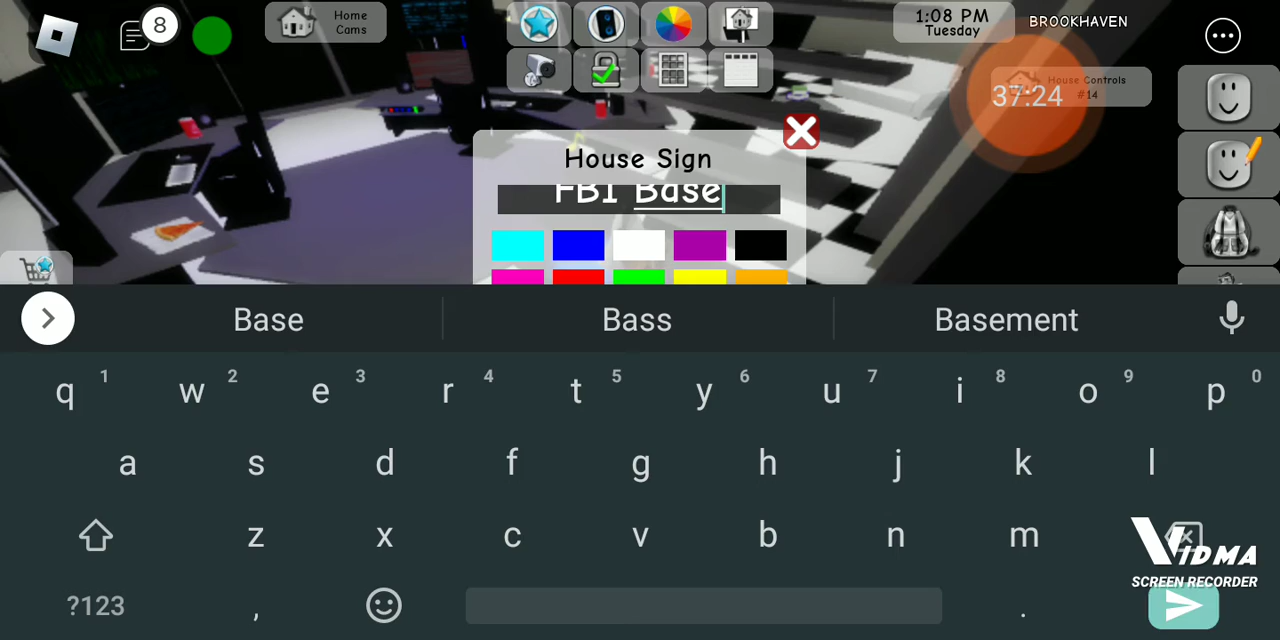 8
Home
Cams
1:08 PM
Tuesday
BROOKHAVEN
House Controls
#14
37:24
House Sign
FBI Base
Base
Bass
Basement
q 1 w 2 e 3 r 4 t 5 y 6 u 7 i 8 o 9 p 0
a s d f g h j k l
z x c v b n m
?123 , .
VIDMA
SCREEN RECORDER